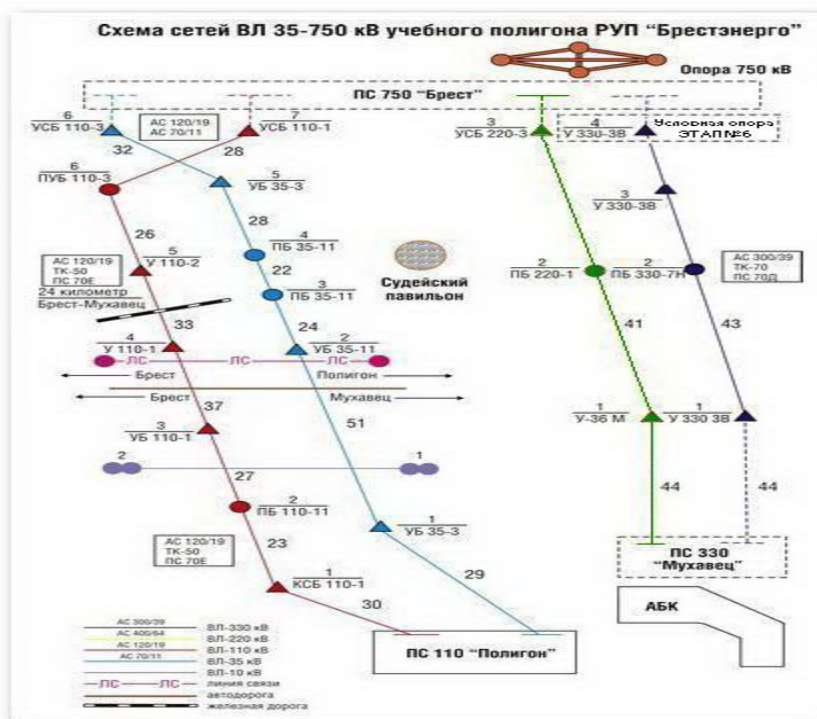 Схема сетей ВЛ 35-750 кВ учебного полигона РУП "Брестэнерго"
Опора 750 кВ
ПС 750 "Брест"
6
УСБ 110-3
АС 120/19
АС 70/11
7
УСБ 110-1
3
УСБ 220-3
4
У 330-3В
Условная опора
ЭТАП №6
32
28
6
ПУБ 110-3
5
УБ 35-3
3
У 330-3В
26
28
АС 120/19
ТК-50
ПС 70Е
5
У 110-2
4
ПБ 35-11
22
3
ПБ 35-11
Судейский
павильон
2
ПБ 220-1
2
ПБ 330-7Н
АС 300/39
ТК-70
ПС 70Д
24 километр
Брест-Мухавец
33
24
41
43
4
У 110-1
2
УБ 35-11
ЛС
ЛС
ЛС
Брест
Полигон
Брест
Мухавец
37
51
1
У-36 М
1
У 330 3В
3
УБ 110-1
2
1
27
44
44
2
ПБ 110-11
1
УБ 35-3
АС 120/19
ТК-50
ПС 70Е
23
ПС 330
"Мухавец"
1
КСБ 110-1
29
30
АБК
ПС 110 "Полигон"
АС 300/39
ВЛ-330 кВ
АС 400/64
ВЛ-220 кВ
АС 120/19
ВЛ-110 кВ
АС 70/11
ВЛ-35 кВ
ВЛ-10 кВ
ЛС
ЛС
линия связи
автодорога
железная дорога